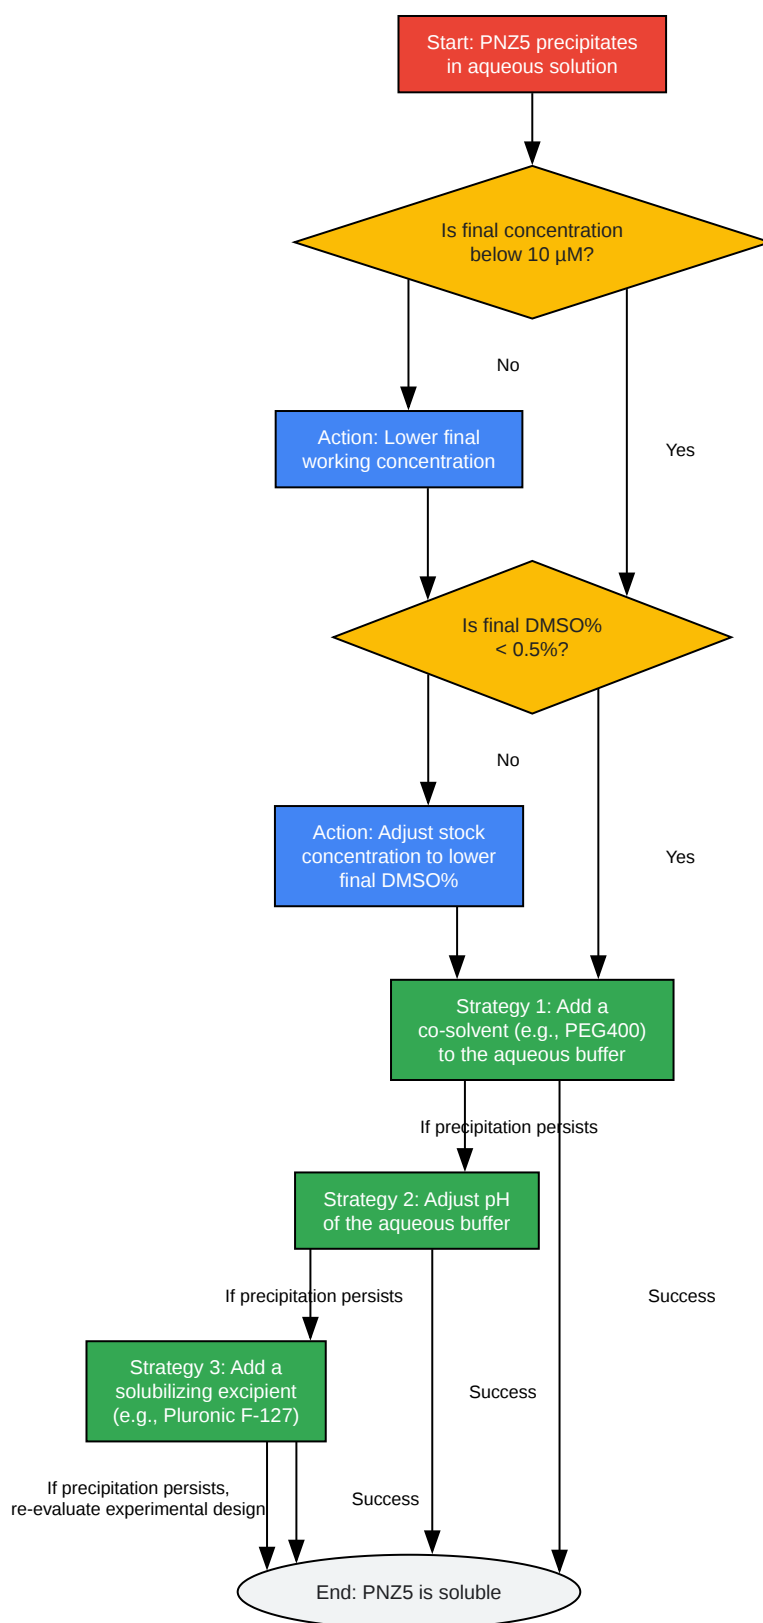 Start: PNZ5 precipitates
in aqueous solution
Is final concentration
below 10 µM?
No
Action: Lower final
working concentration
Yes
Is final DMSO%
< 0.5%?
No
Action: Adjust stock
concentration to lower
final DMSO%
Yes
Strategy 1: Add a
co-solvent (e.g., PEG400)
to the aqueous buffer
If precipitation persists
Strategy 2: Adjust pH
of the aqueous buffer
If precipitation persists
Success
Strategy 3: Add a
solubilizing excipient
(e.g., Pluronic F-127)
Success
If precipitation persists,
re-evaluate experimental design
Success
End: PNZ5 is soluble